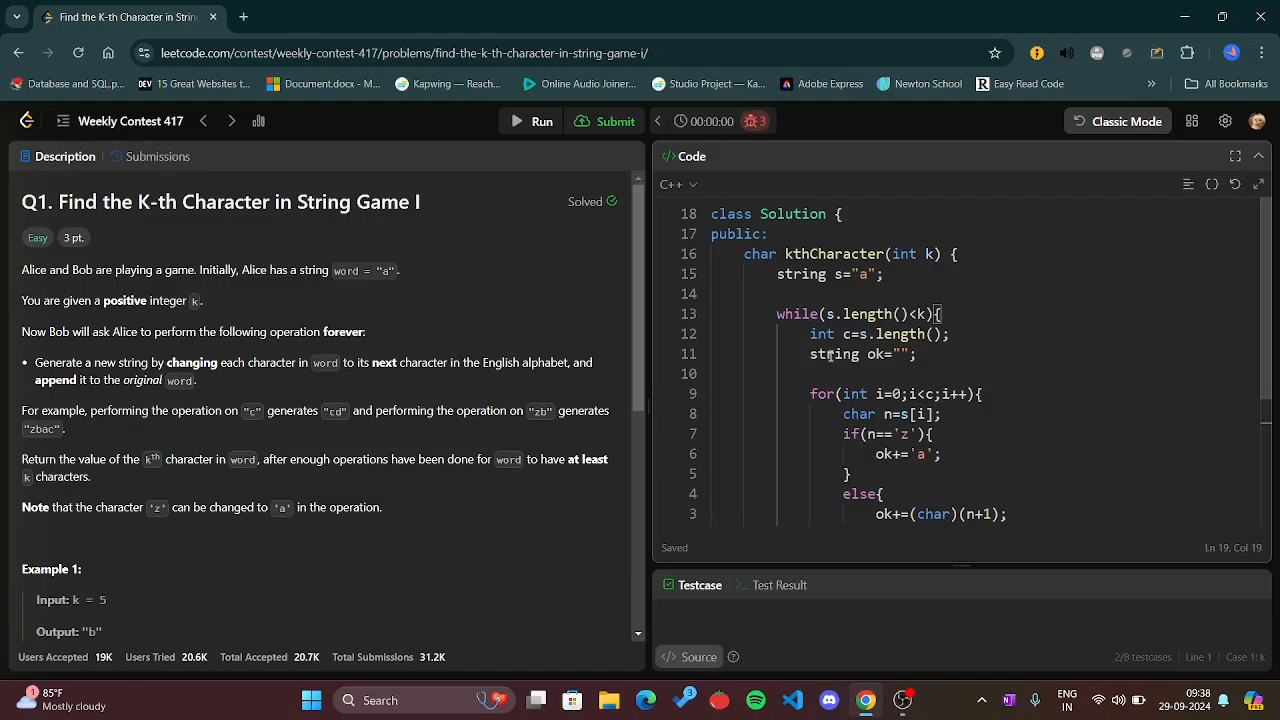 Find the K-th Character in String
leetcode.com/contest/weekly-contest-417/problems/find-the-k-th-character-in-string-game-i/
Database and SQL.p...
DEV 15 Great Websites t...
Document.docx - M...
Kapwing — Reach...
Online Audio Joiner...
Studio Project — Ka...
Adobe Express
Newton School
R Easy Read Code
»
All Bookmarks
Weekly Contest 417
Run
Submit
00:00:00
3
Classic Mode
Description
Submissions
</> Code
C++
Q1. Find the K-th Character in String Game I
Solved
Easy
3 pt.
Alice and Bob are playing a game. Initially, Alice has a string word = "a".
You are given a positive integer k.
Now Bob will ask Alice to perform the following operation forever:
• Generate a new string by changing each character in word to its next character in the English alphabet, and
append it to the original word.
For example, performing the operation on "c" generates "cd" and performing the operation on "zb" generates
"zbac".
Return the value of the kth character in word, after enough operations have been done for word to have at least
k characters.
Note that the character 'z' can be changed to 'a' in the operation.
Example 1:
Input: k = 5
Output: "b"
Users Accepted 19K
Users Tried 20.6K
Total Accepted 20.7K
Total Submissions 31.2K
18 class Solution {
17 public:
16 char kthCharacter(int k) {
15 string s="a";
14
13 while(s.length()<k){
12 int c=s.length();
11 string ok="";
10
9 for(int i=0;i<c;i++){
8 char n=s[i];
7 if(n=='z'){
6 ok+='a';
5 }
4 else{
3 ok+=(char)(n+1);
Saved
Ln 19, Col 19
Testcase
>_ Test Result
</> Source
2/8 testcases
Line 1
Case 1: k
1
85°F
Mostly cloudy
Search
3
ENG
IN
09:38
29-09-2024